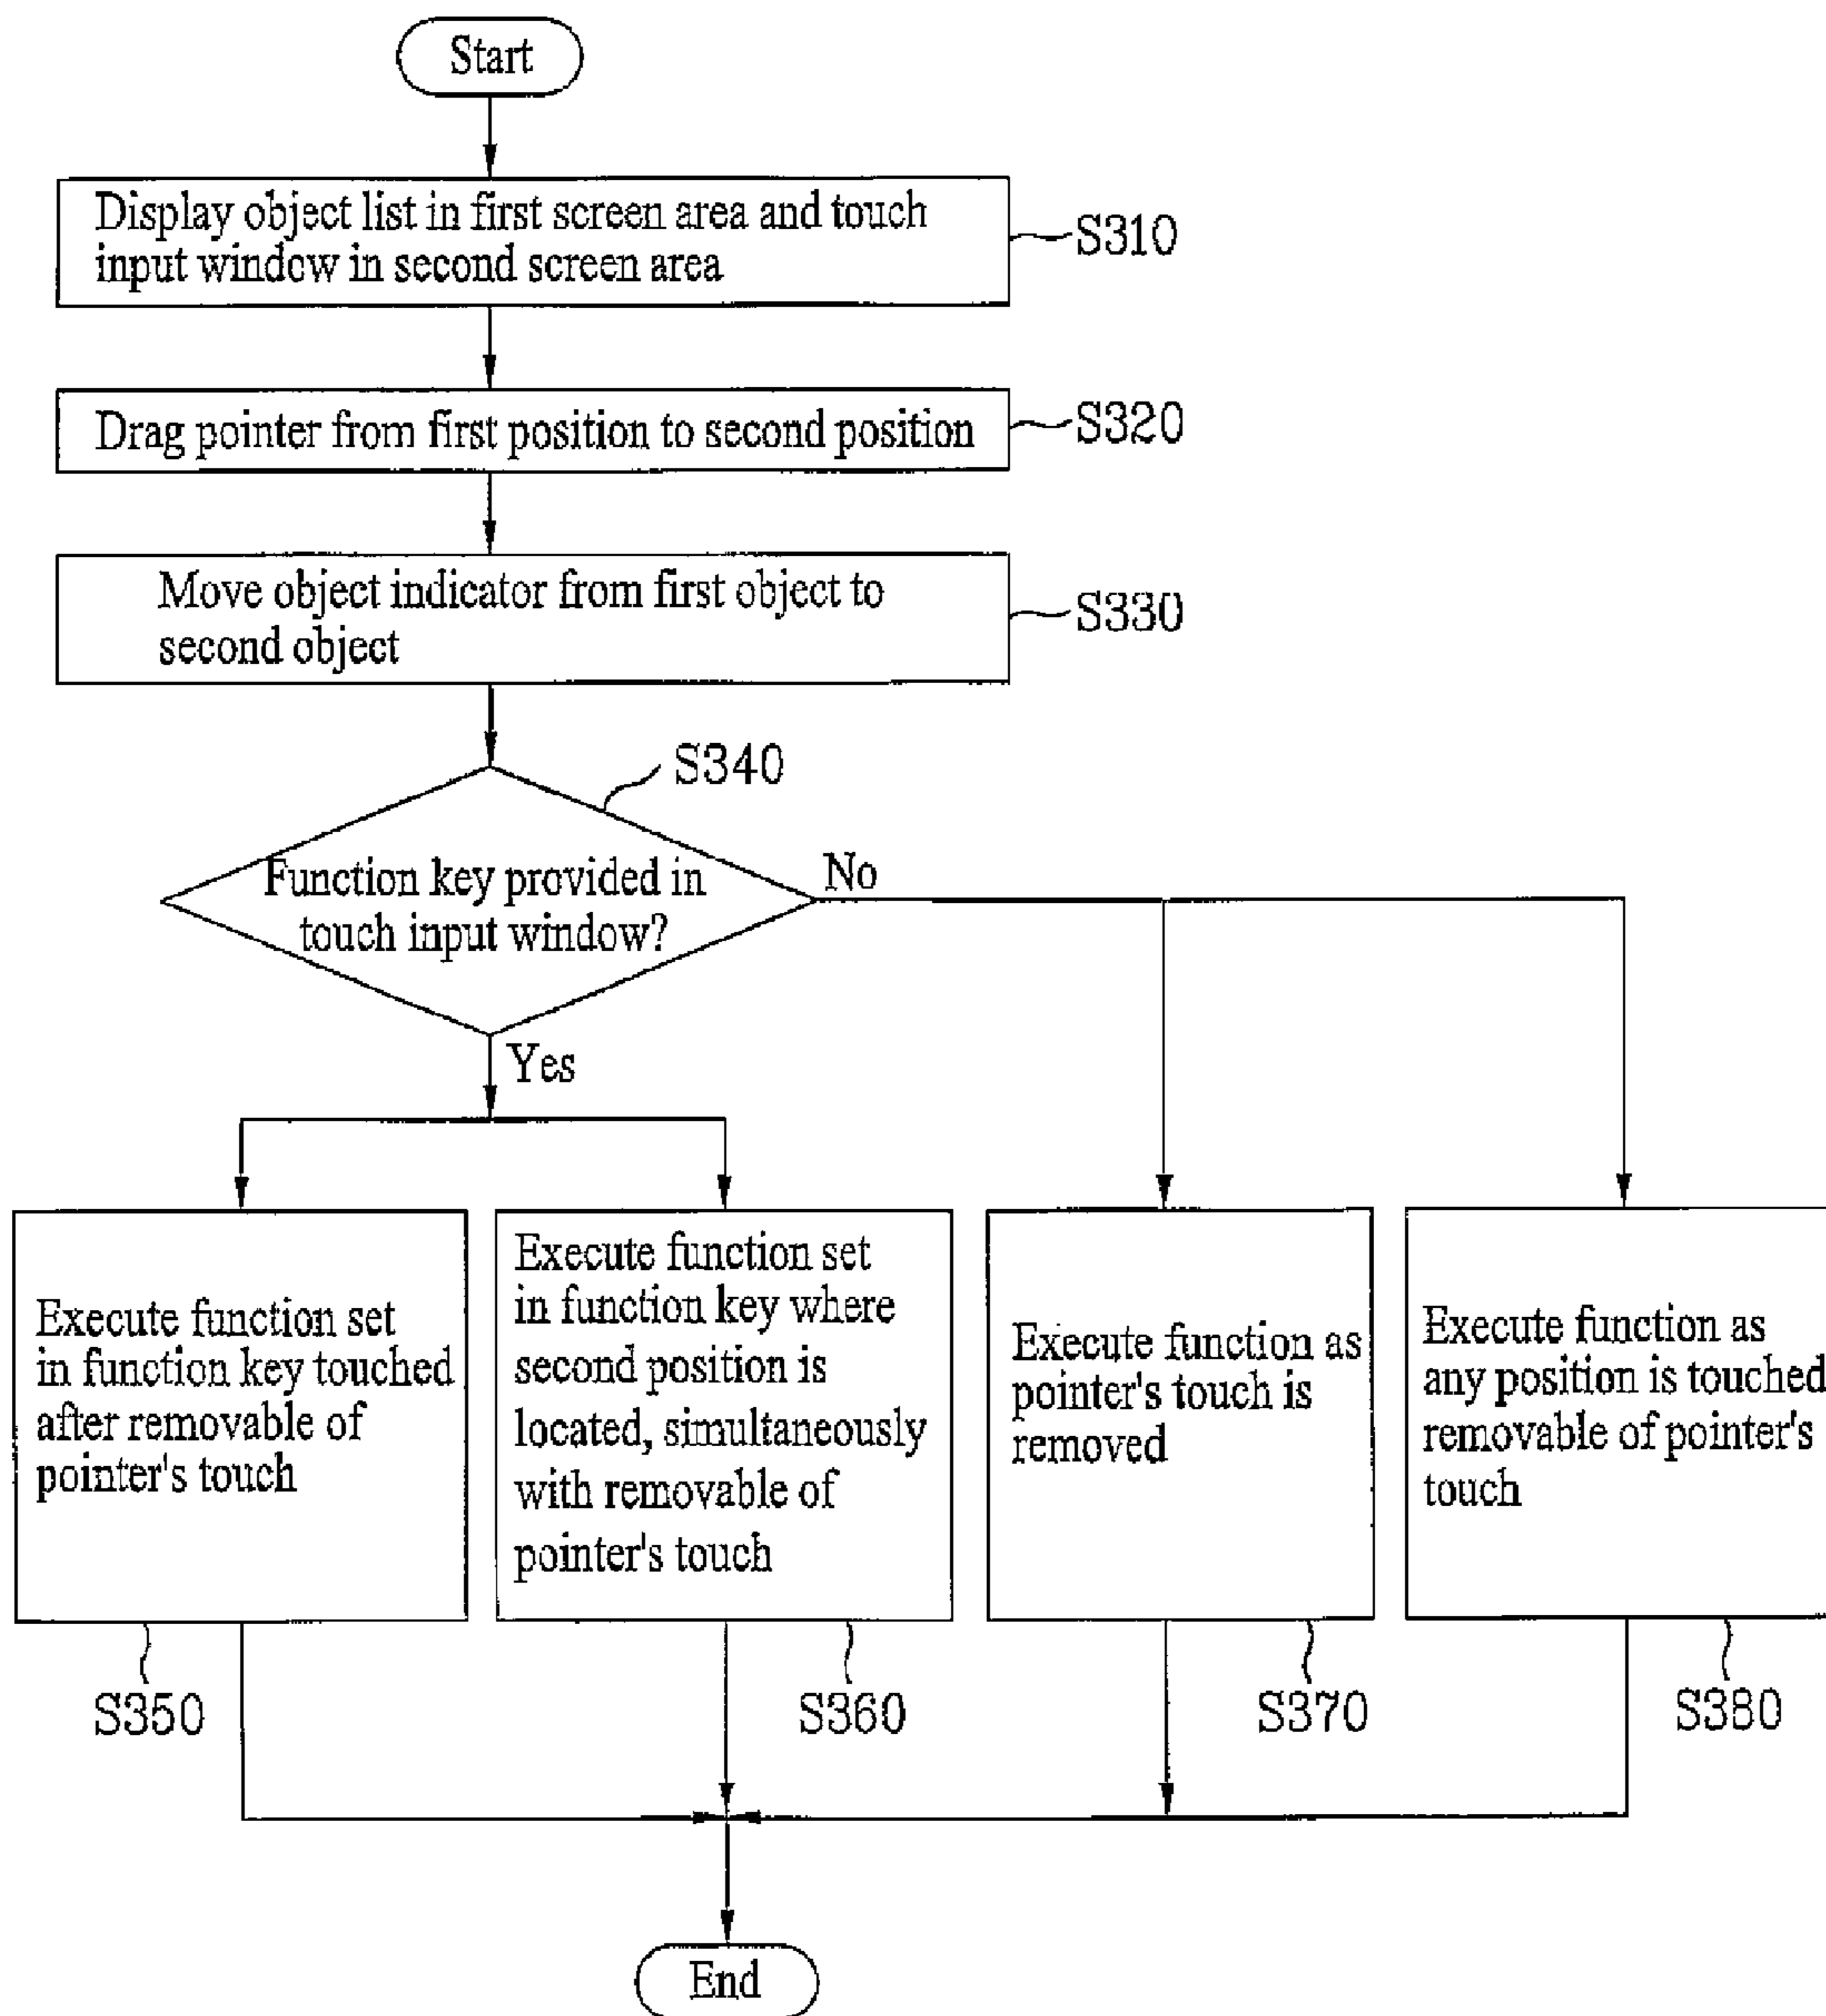 Start
Display object list in first screen area and touch
input window in second screen area
S310
Drag pointer from first position to second position
S320
Move object indicator from first object to
second object
S330
S340
Function key provided in
touch input window?
No
Yes
Execute function set
in function key touched
after removable of
pointer's touch
S350
Execute function set
in function key where
second position is
located, simultaneously
with removable of
pointer's touch
S360
Execute function as
pointer's touch is
removed
S370
Execute function as
any position is touched
removable of pointer's
touch
S380
End